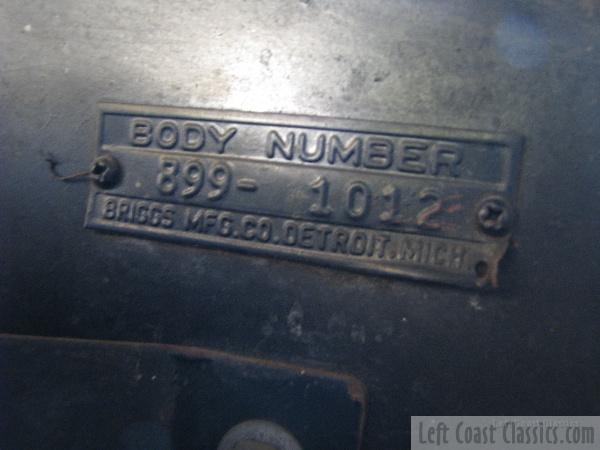 BODY NUMBER
899- 1012
BRIGGS MFG.CO.DETROIT.MICH
Left Coast Classics.com